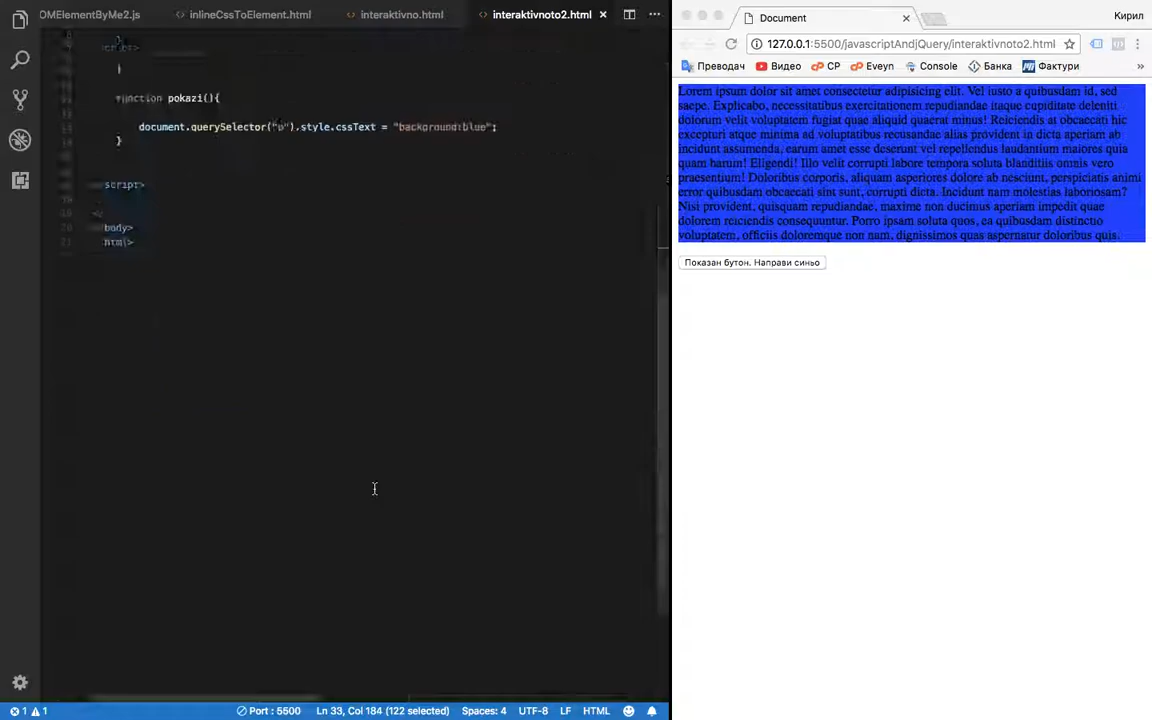 OMElementByMe2.js
inlineCssToElement.html
interaktivno.html
interaktivnoto2.html
}
function pokazi(){
document.querySelector("p").style.cssText = "background:blue";
}
script>
</
body>
html>
1 1
Port : 5500
Ln 33, Col 184 (122 selected)
Spaces: 4
UTF-8
LF
HTML
Document
Кирил
127.0.0.1:5500/javascriptAndjQuery/interaktivnoto2.html
Преводач
Видео
CP
Eveyn
Console
Банка
Фактури
»
Lorem ipsum dolor sit amet consectetur adipisicing elit. Vel iusto a quibusdam id, sed
saepe. Explicabo, necessitatibus exercitationem repudiandae itaque cupiditate deleniti
dolorum velit voluptatem fugiat quae aliquid quaerat minus! Reiciendis at obcaecati hic
excepturi atque minima ad voluptatibus recusandae alias provident in dicta aperiam ab
incidunt assumenda, earum amet esse deserunt vel repellendus laudantium maiores quia
quam harum! Eligendi! Illo velit corrupti labore tempora soluta blanditiis omnis vero
praesentium! Doloribus corporis, aliquam asperiores dolore ab nesciunt, perspiciatis animi
error quibusdam obcaecati sint sunt, corrupti dicta. Incidunt nam molestias laboriosam?
Nisi provident, quisquam repudiandae, maxime non ducimus aperiam impedit quae
dolorem reiciendis consequuntur. Porro ipsam soluta quos, ea quibusdam distinctio
voluptatem, officiis doloremque non nam, dignissimos quas aspernatur doloribus quis.
Показан бутон. Направи синьо